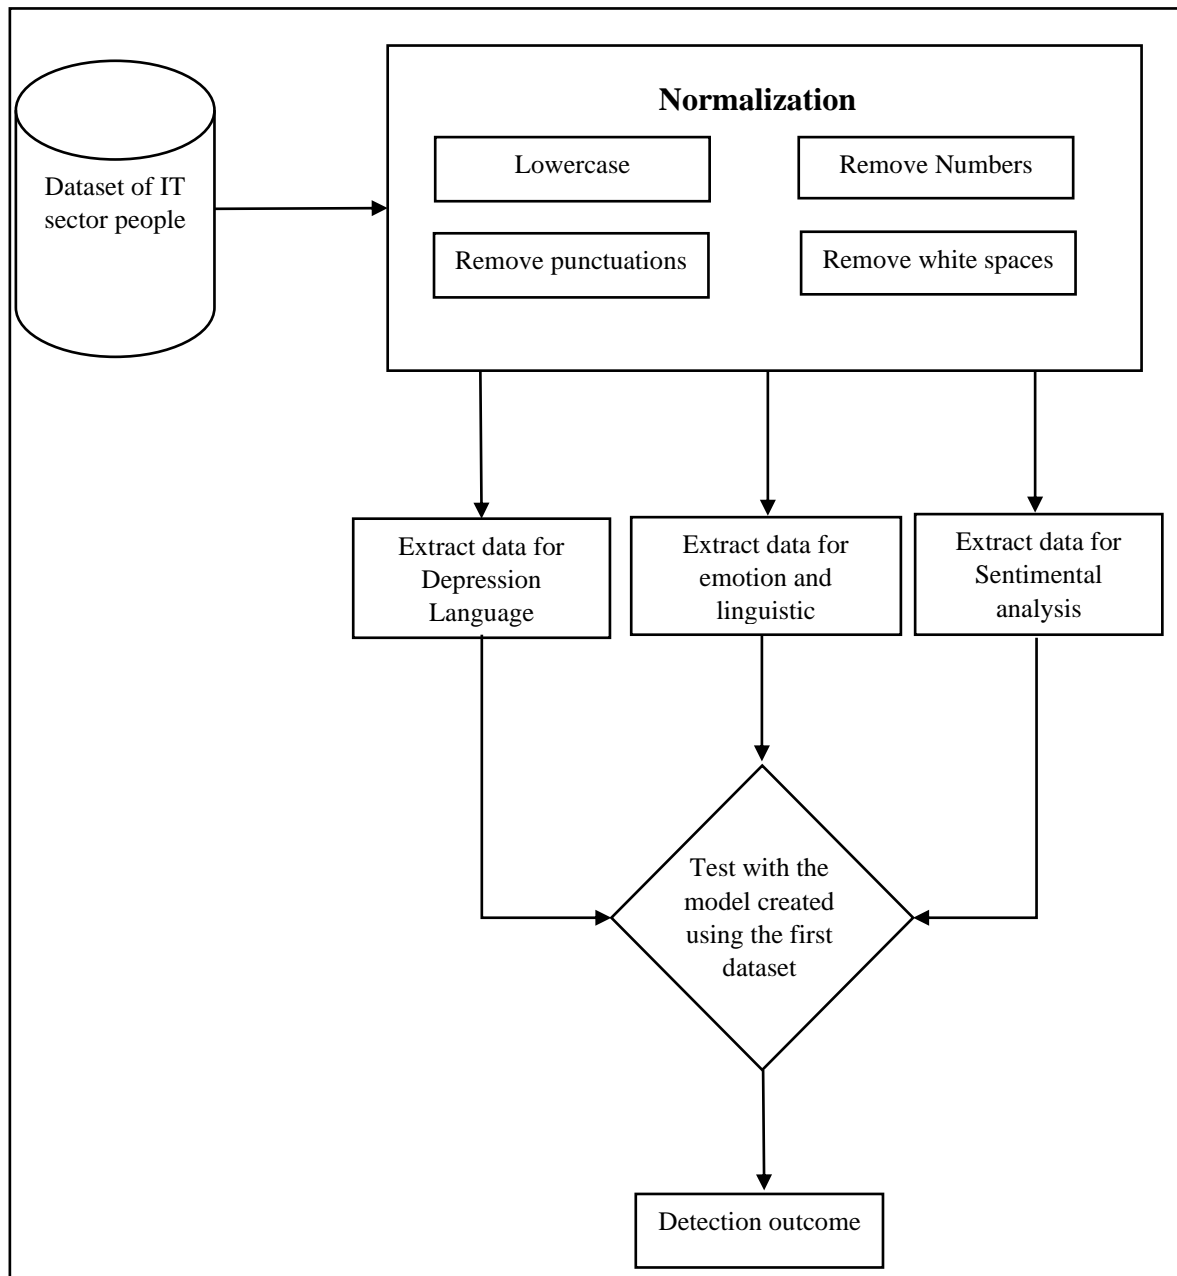 Dataset of IT
sector people
Normalization
Lowercase
Remove Numbers
Remove punctuations
Remove white spaces
Extract data for
Depression
Language
Extract data for
emotion and
linguistic
Extract data for
Sentimental
analysis
Test with the
model created
using the first
dataset
Detection outcome